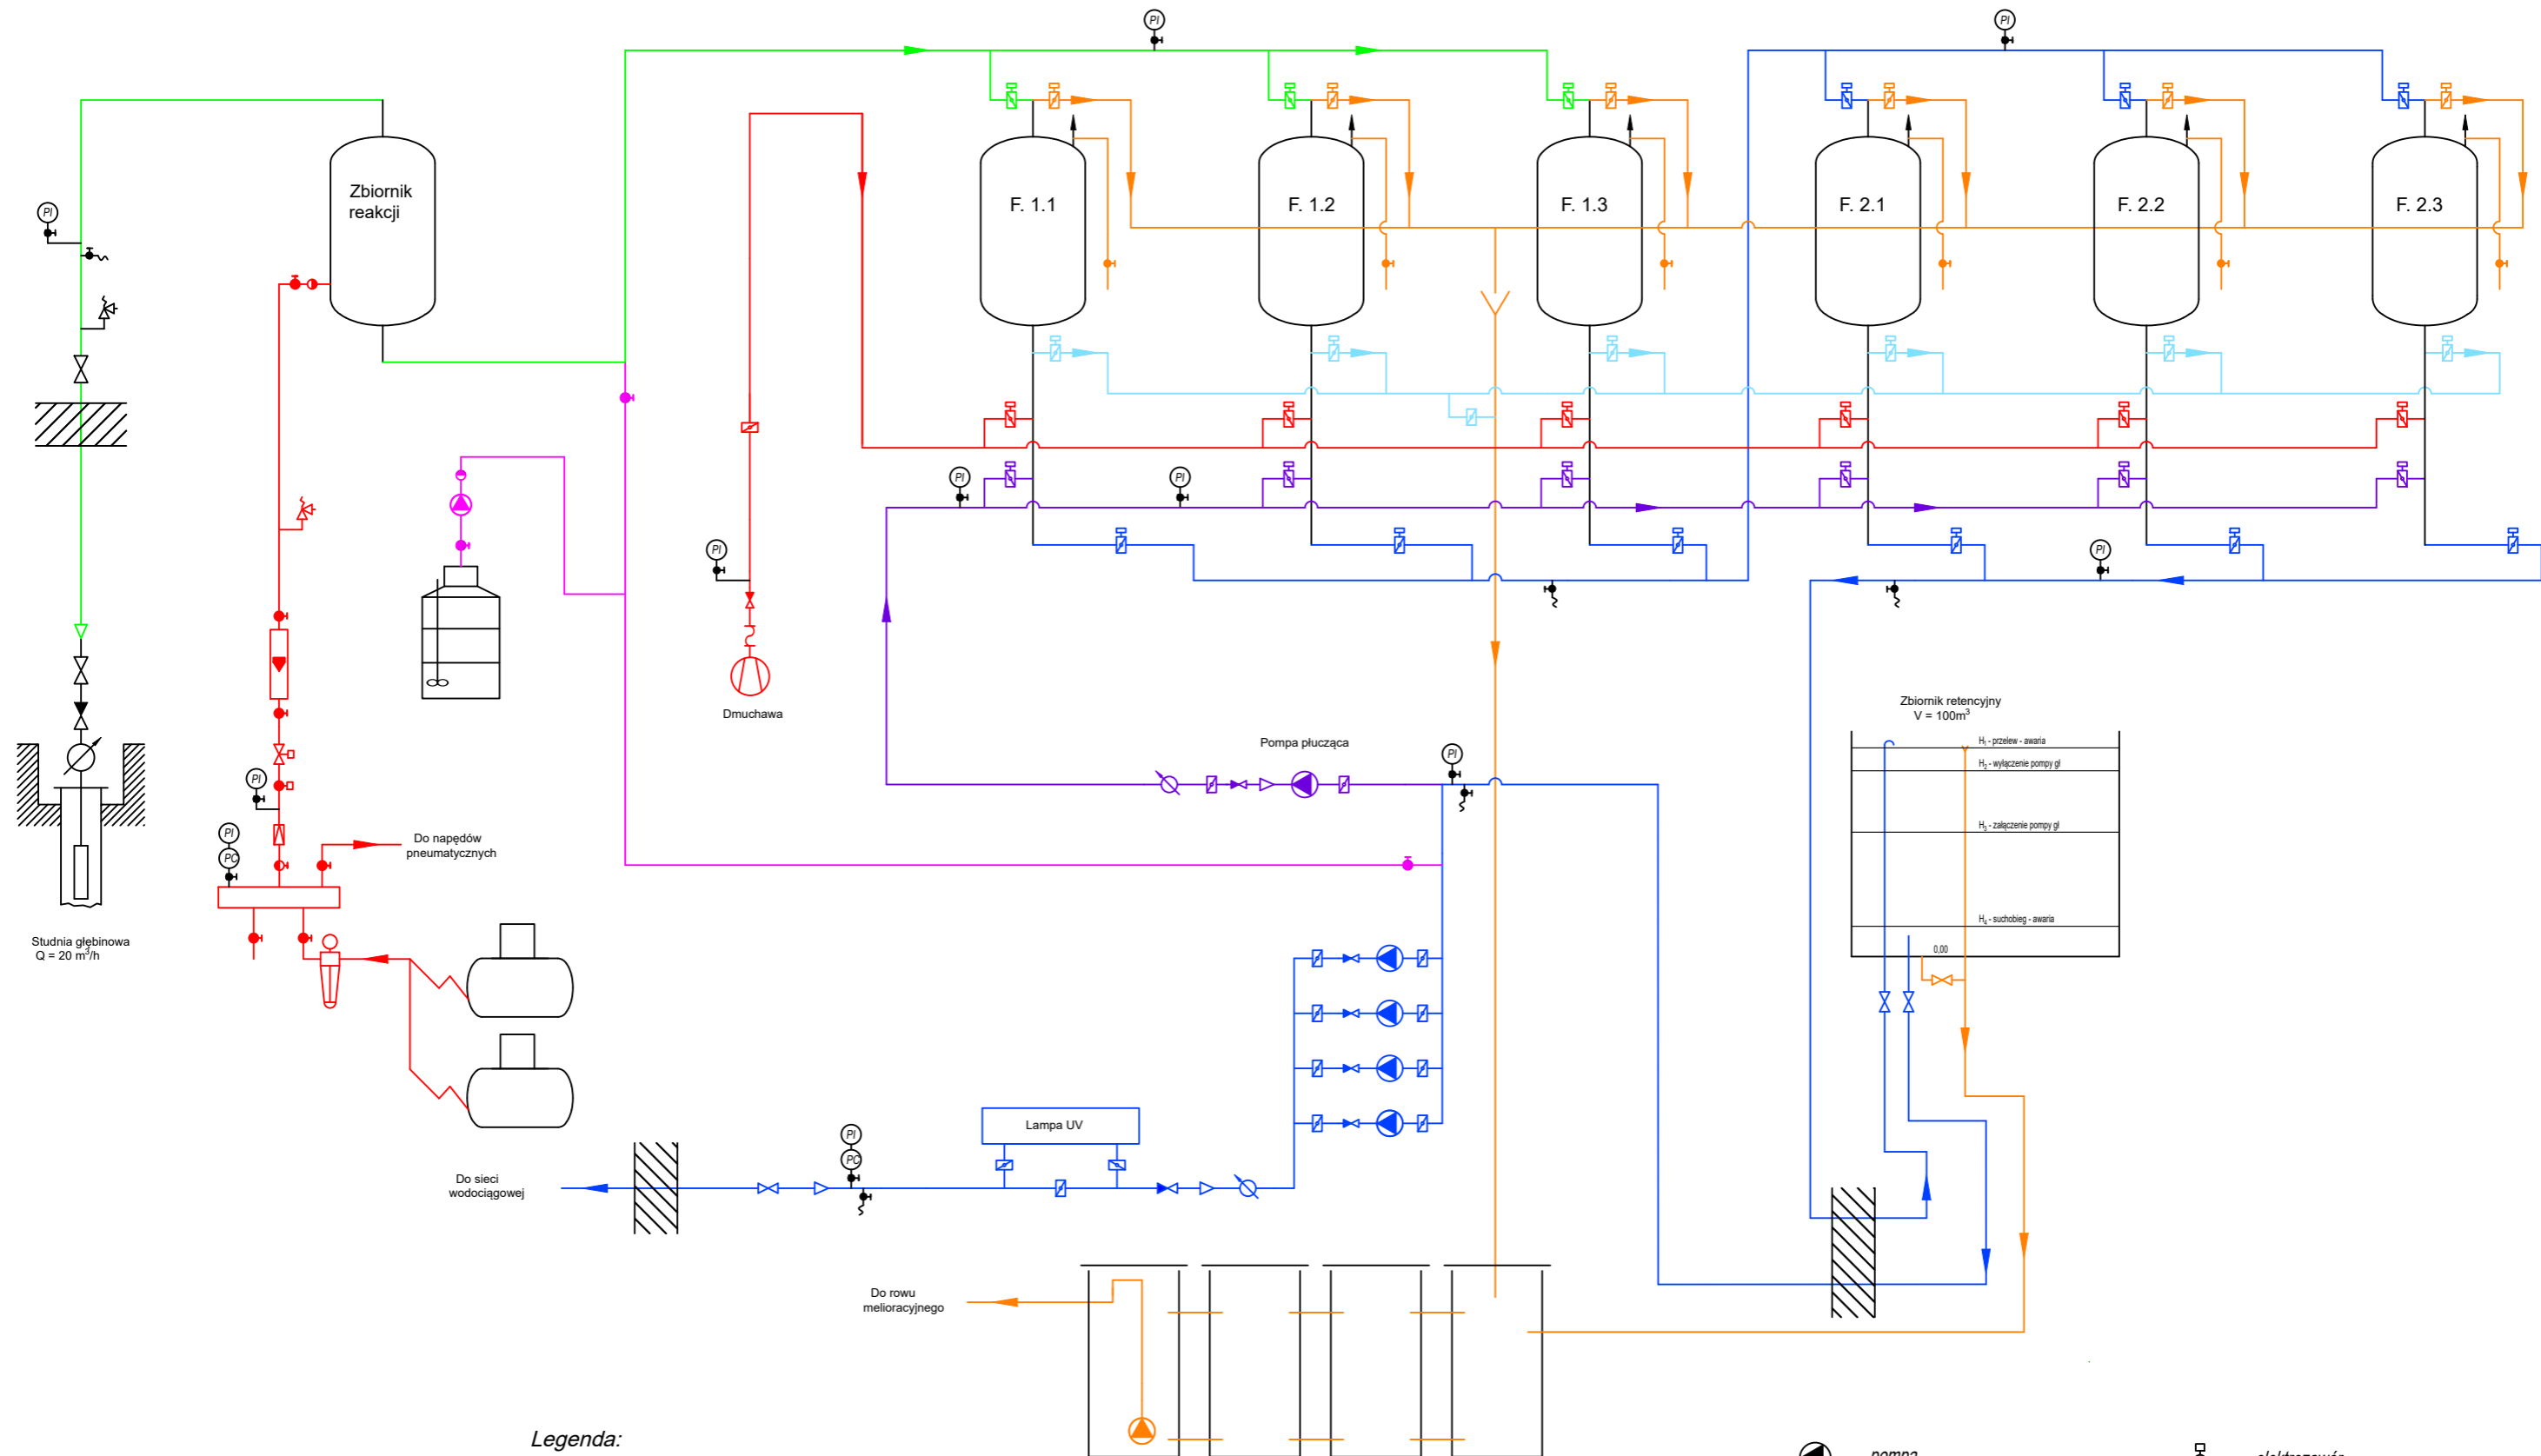 PI
PI
Zbiornik
reakcji
F. 1.1
F. 1.2
F. 1.3
F. 2.1
F. 2.2
F. 2.3
PI
PI
PI
PI
PI
Dmuchawa
Pompa płucząca
PI
Zbiornik retencyjny
V = 100m³
H₁ - przelew - awaria
H₂ - wyłączenie pompy gł
H₃ - załączenie pompy gł
H₄ - suchobieg - awaria
0,00
PI
PI
PC
Do napędów
pneumatycznych
Studnia głębinowa
Q = 20 m³/h
Lampa UV
PI
PC
Do sieci
wodociągowej
Do rowu
melioracyjnego
Legenda:
pompa